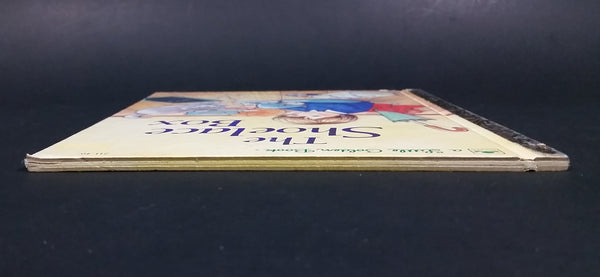 a Little Golden Book
The
Shoelace
Box